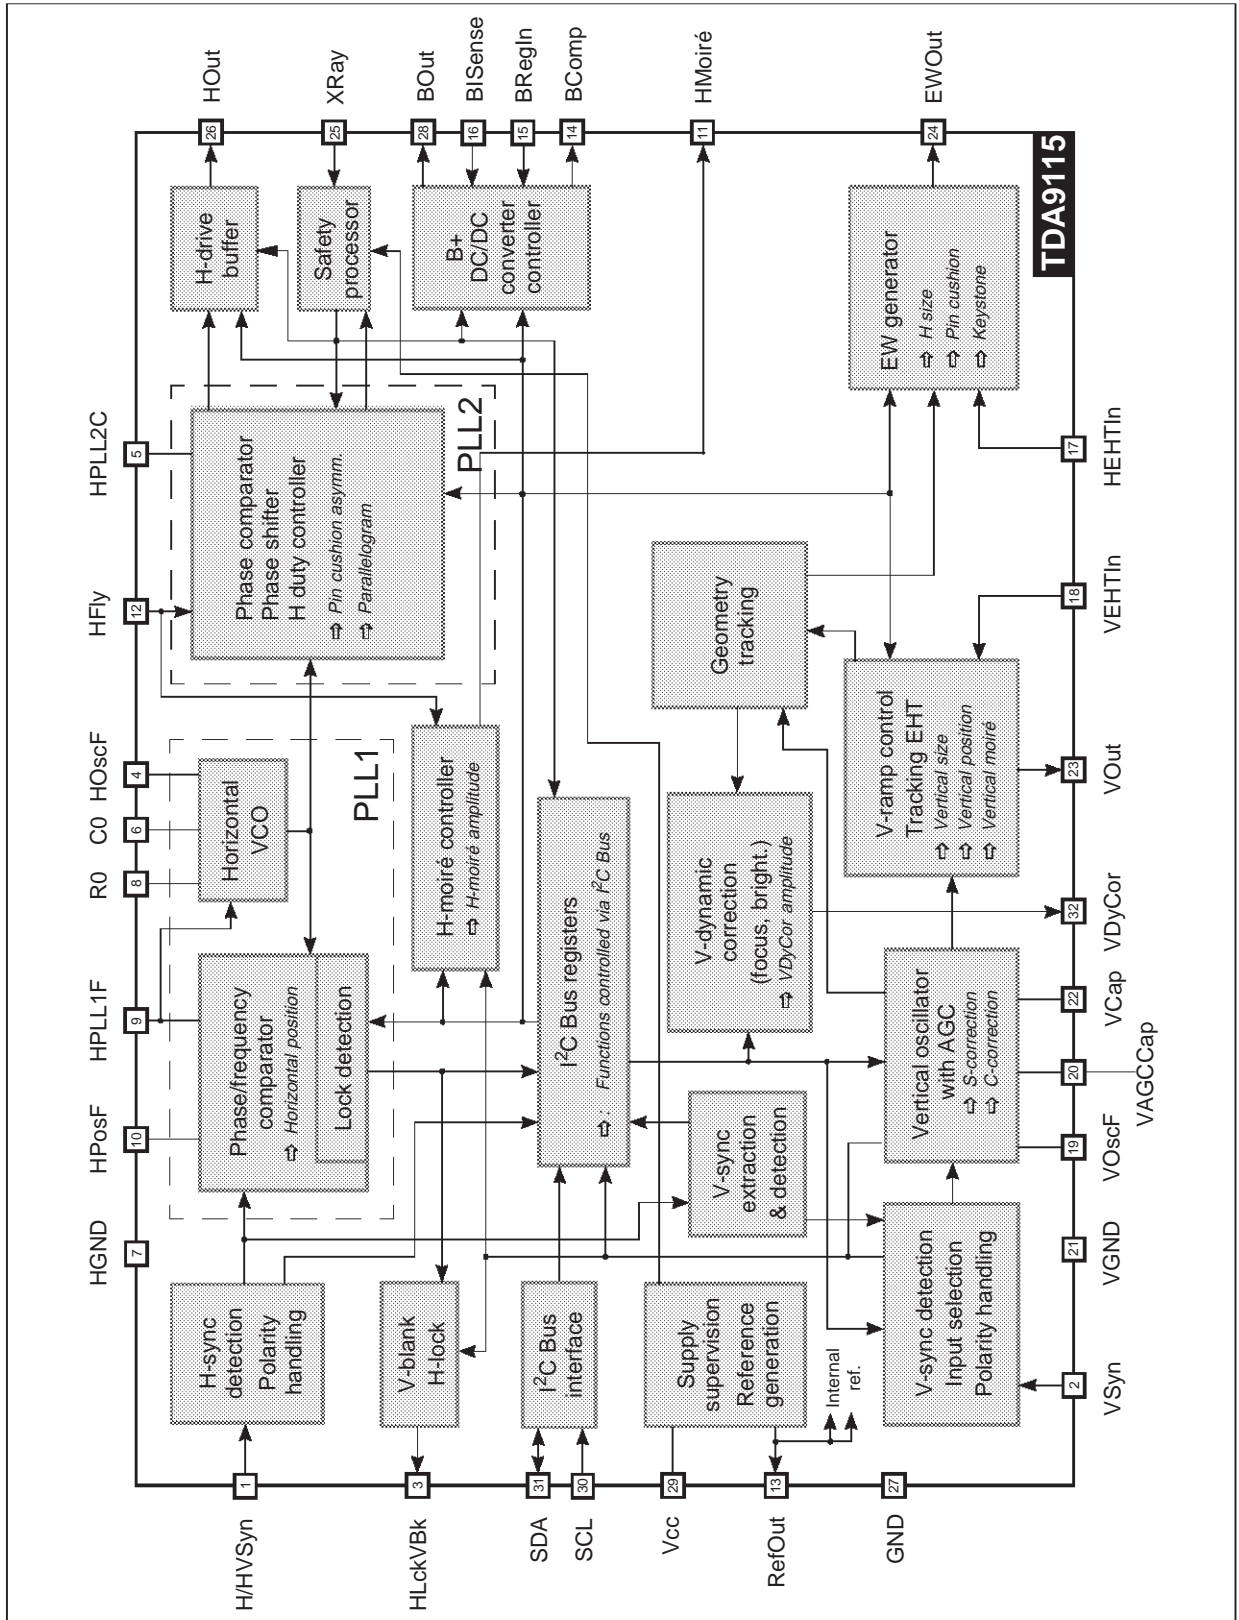 HGND
7
HPosF
10
HPLL1F
9
R0
8
C0
6
HOscF
4
HFly
12
HPLL2C
5
H/HVSyn
1
HLckVBk
3
SDA
31
SCL
30
Vcc
29
RefOut
13
GND
27
H-sync
detection
Polarity
handling
V-blank
H-lock
I²C Bus
interface
Supply
supervision
Reference
generation
Internal
ref.
Phase/frequency
comparator
⇨ Horizontal position
Lock detection
Horizontal
VCO
PLL1
H-moiré controller
⇨ H-moiré amplitude
I²C Bus registers
⇨ : Functions controlled via I²C Bus
V-sync
extraction
& detection
V-sync detection
Input selection
Polarity handling
Phase comparator
Phase shifter
H duty controller
⇨ Pin cushion asymm.
⇨ Parallelogram
PLL2
V-dynamic
correction
(focus, bright.)
⇨ VDyCor amplitude
Geometry
tracking
Vertical oscillator
with AGC
⇨ S-correction
⇨ C-correction
V-ramp control
Tracking EHT
⇨ Vertical size
⇨ Vertical position
⇨ Vertical moiré
H-drive
buffer
Safety
processor
B+
DC/DC
converter
controller
EW generator
⇨ H size
⇨ Pin cushion
⇨ Keystone
TDA9115
26
HOut
25
XRay
28
BOut
16
BISense
15
BRegIn
14
BComp
11
HMoiré
24
EWOut
2
VSyn
21
VGND
19
VOscF
20
VAGCCap
22
VCap
32
VDyCor
23
VOut
18
VEHTIn
17
HEHTIn